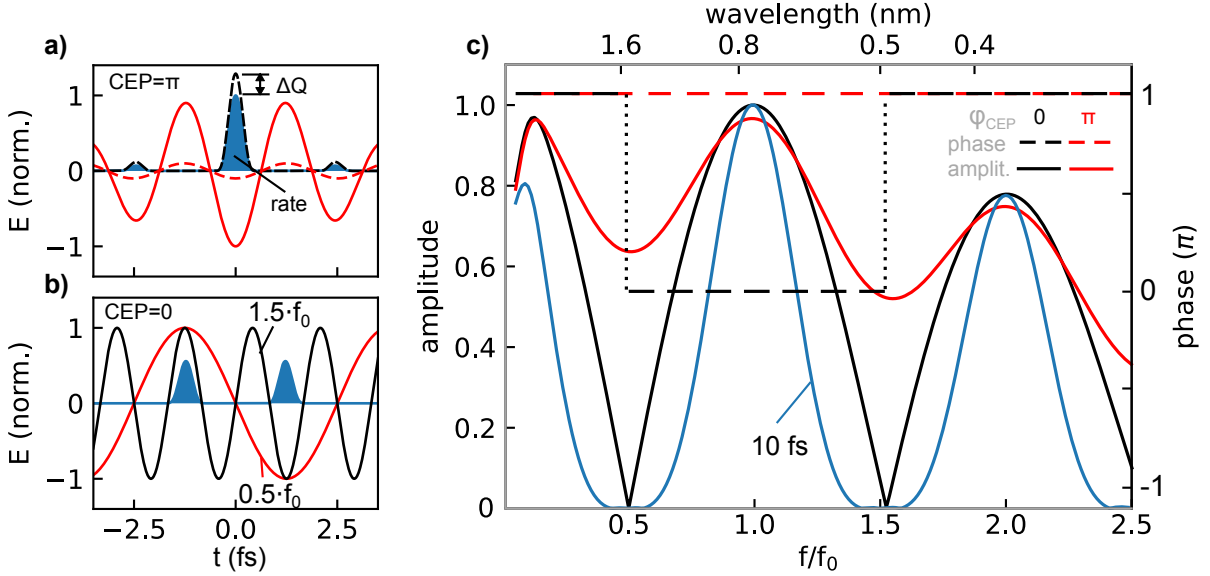 a)
CEP=π
ΔQ
rate
E (norm.)
1
0
−1
b)
CEP=0
1.5·f0
0.5·f0
E (norm.)
1
0
−1
−2.5
0.0
2.5
t (fs)
c)
wavelength (nm)
1.6
0.8
0.5
0.4
amplitude
1.0
0.8
0.6
0.4
0.2
0
φCEP 0 π
phase
amplit.
10 fs
1
0
-1
phase (π)
0.5
1.0
1.5
2.0
2.5
f/f0